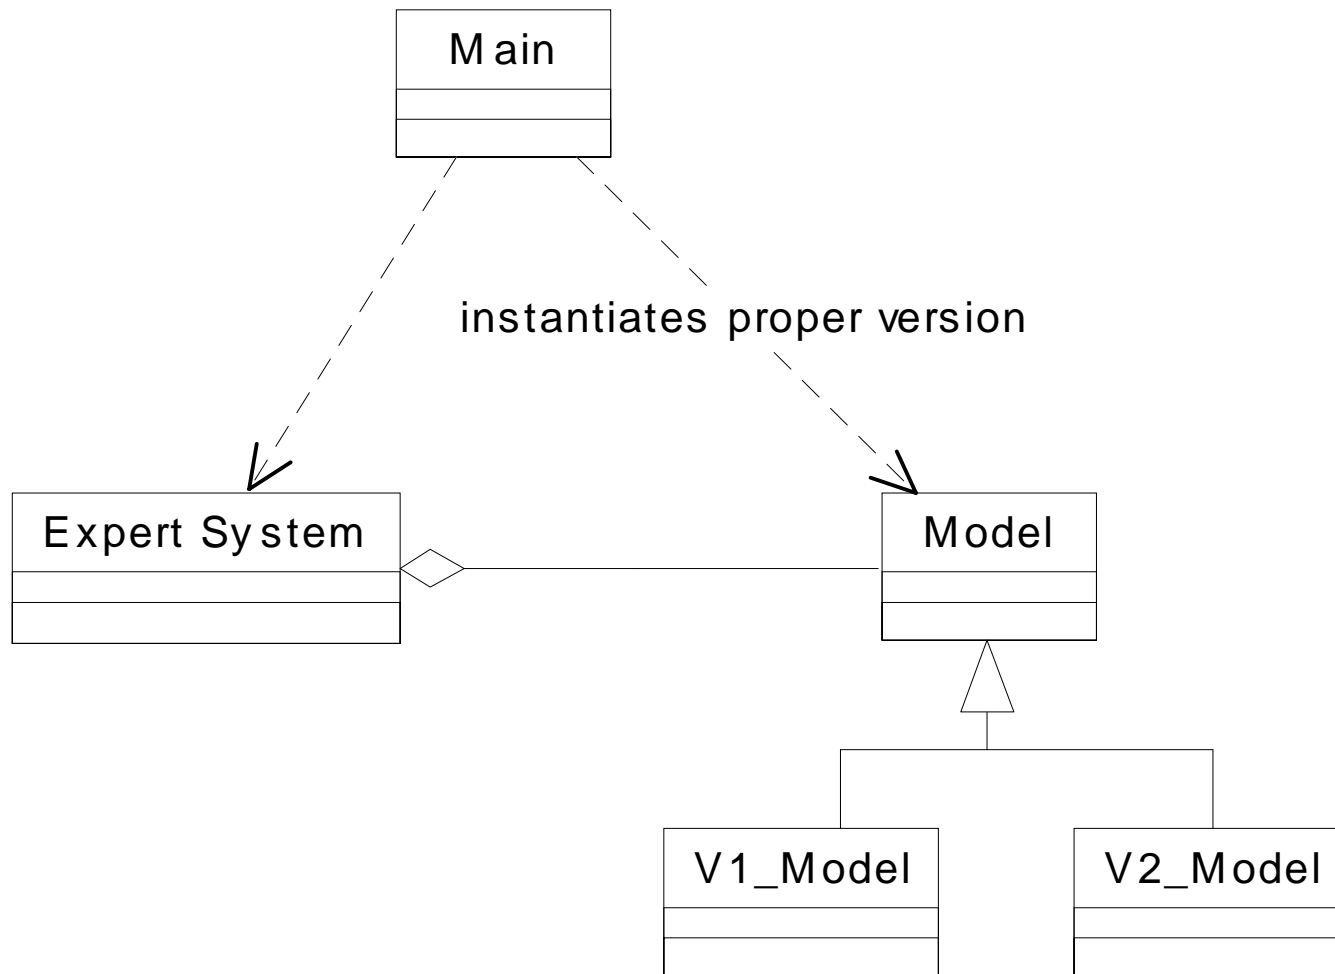 Main
instantiates proper version
Expert System
Model
V1_Model
V2_Model